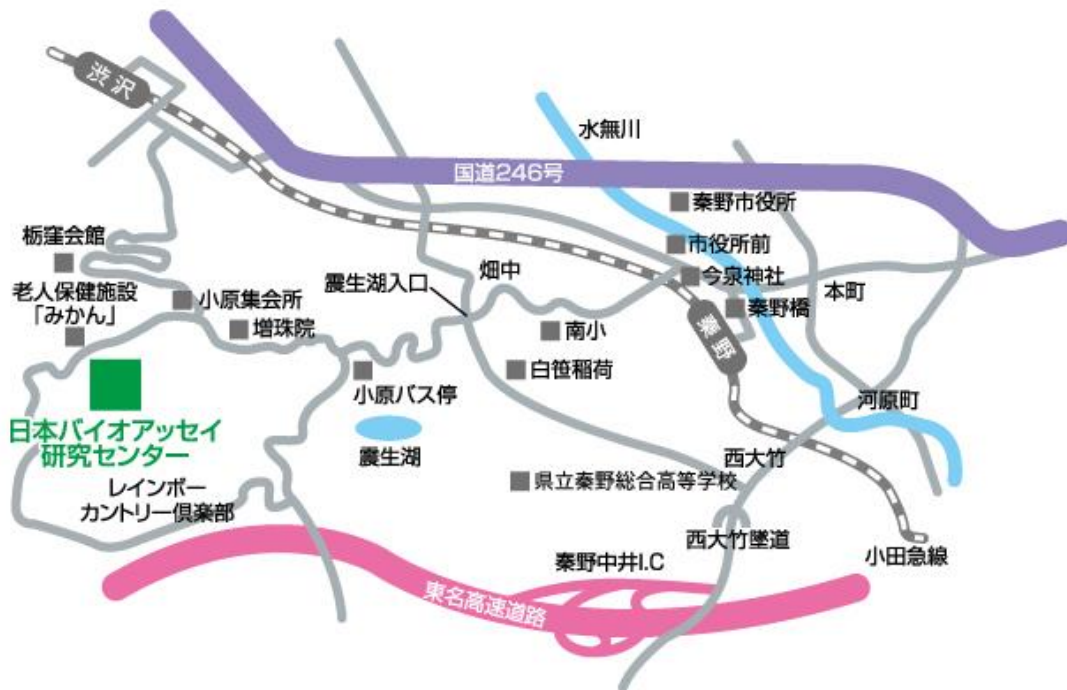 渋沢
水無川
国道246号
秦野市役所
栃窪会館
市役所前
畑中
震生湖入口
今泉神社
老人保健施設
「みかん」
小原集会所
本町
秦野橋
増珠院
南小
秦野
白笹稲荷
小原バス停
河原町
日本バイオアッセイ
研究センター
震生湖
西大竹
県立秦野総合高等学校
レインボー
カントリー倶楽部
西大竹墜道
小田急線
秦野中井I.C
東名高速道路